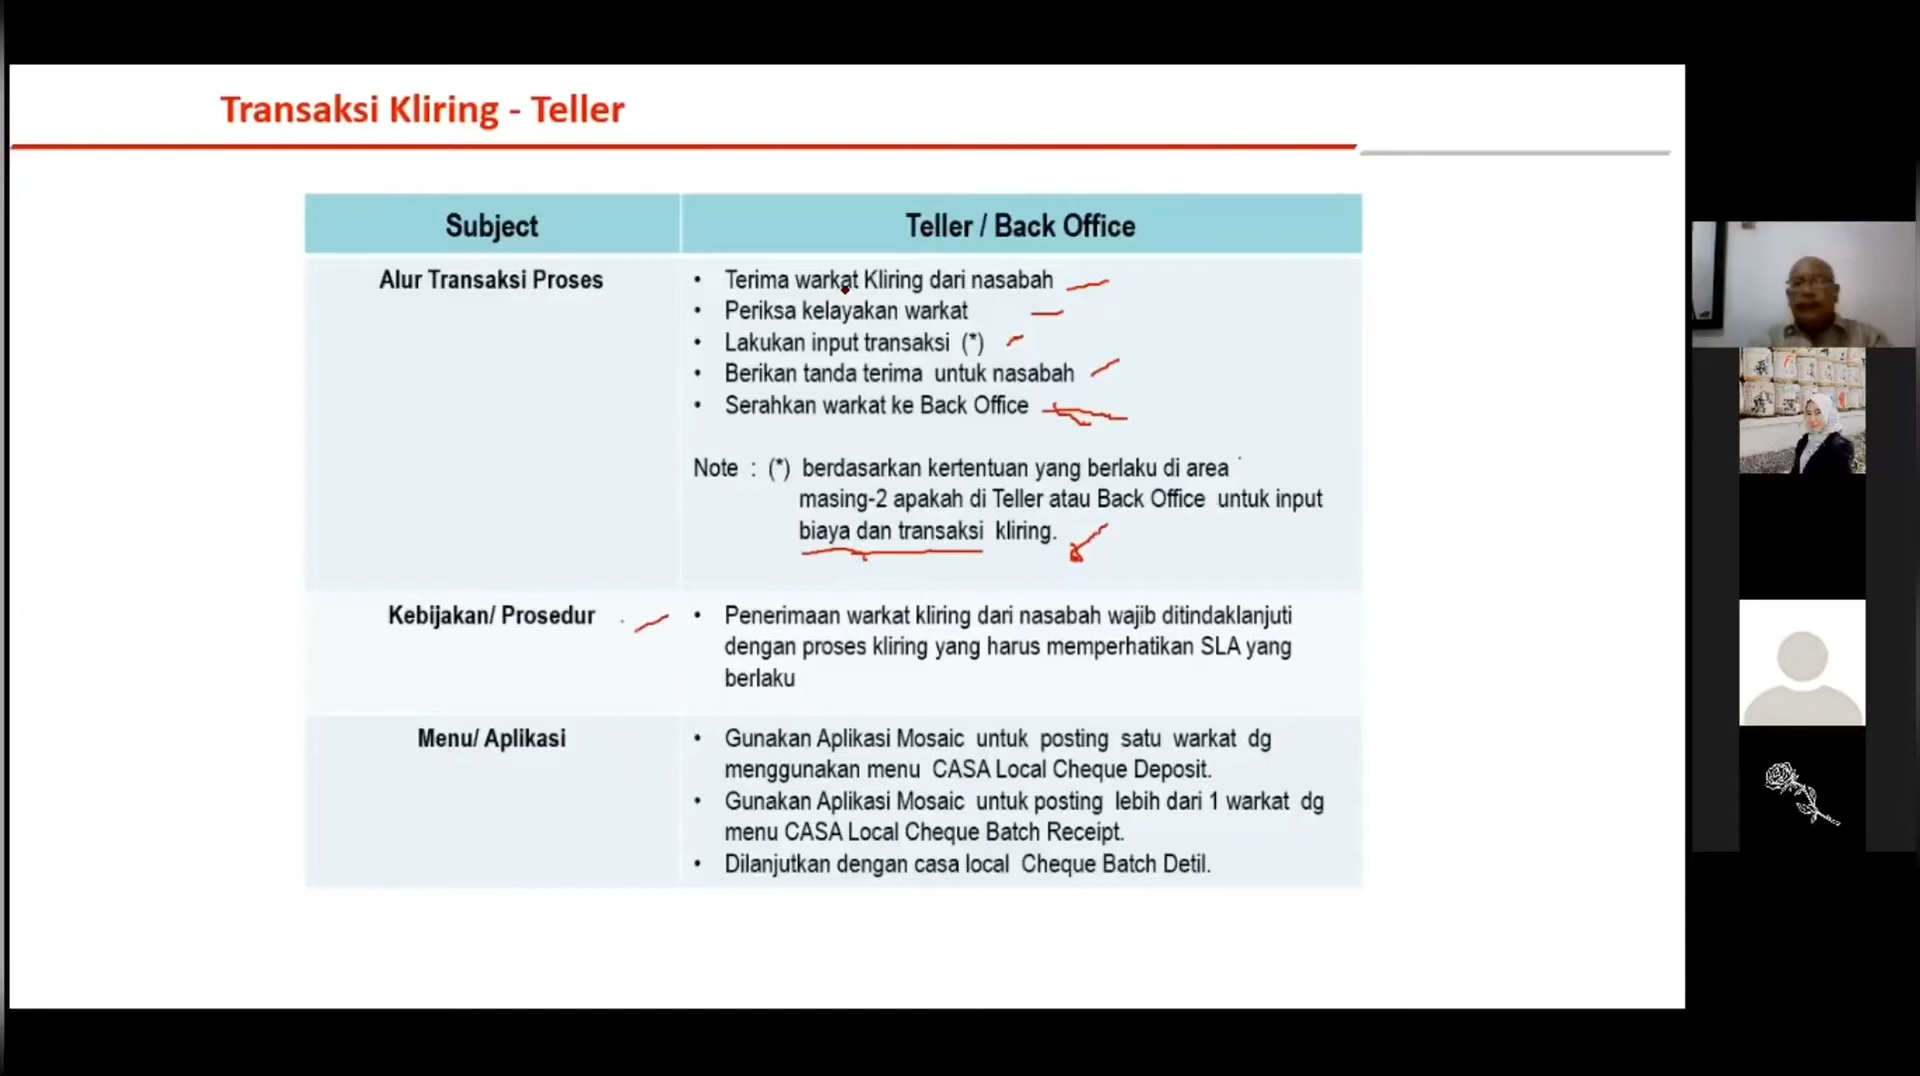 Transaksi Kliring - Teller
Subject
Teller / Back Office
Alur Transaksi Proses
• Terima warkat Kliring dari nasabah
• Periksa kelayakan warkat
• Lakukan input transaksi (*)
• Berikan tanda terima untuk nasabah
• Serahkan warkat ke Back Office
Note : (*) berdasarkan kertentuan yang berlaku di area
masing-2 apakah di Teller atau Back Office untuk input
biaya dan transaksi kliring.
Kebijakan/ Prosedur
• Penerimaan warkat kliring dari nasabah wajib ditindaklanjuti
dengan proses kliring yang harus memperhatikan SLA yang
berlaku
Menu/ Aplikasi
• Gunakan Aplikasi Mosaic untuk posting satu warkat dg
menggunakan menu CASA Local Cheque Deposit.
• Gunakan Aplikasi Mosaic untuk posting lebih dari 1 warkat dg
menu CASA Local Cheque Batch Receipt.
• Dilanjutkan dengan casa local Cheque Batch Detil.